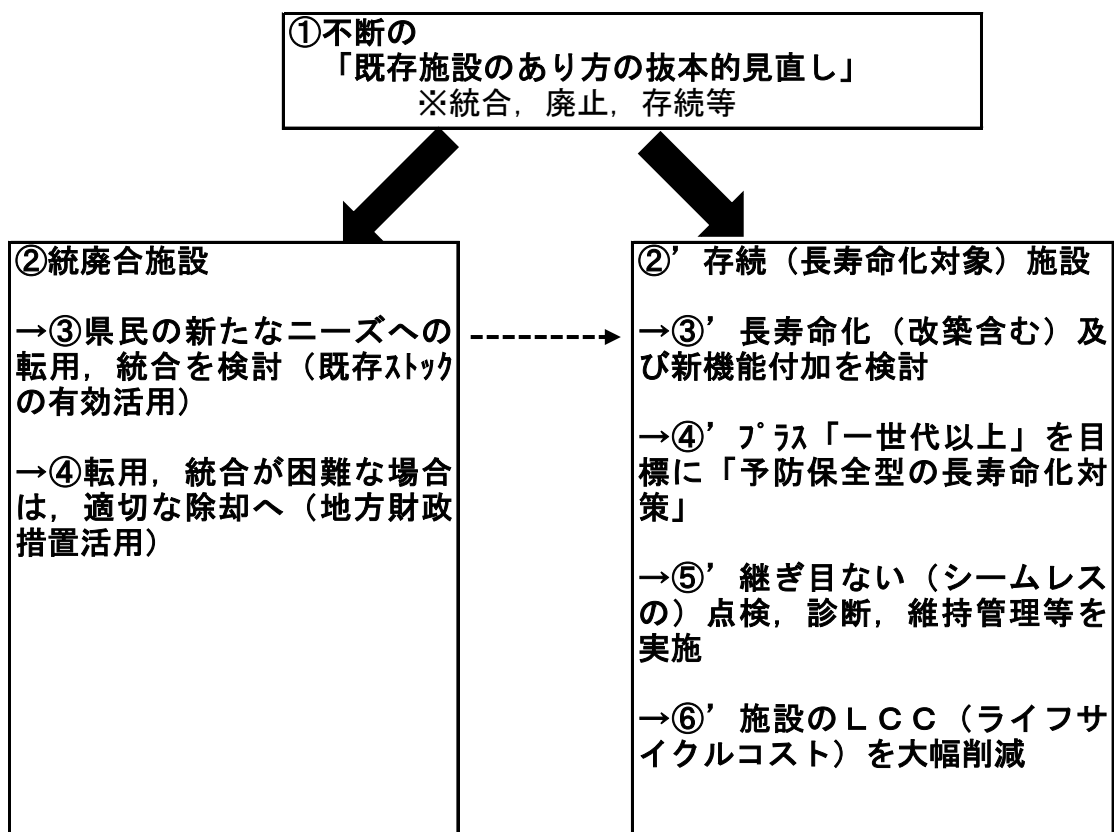 ①不断の
「既存施設のあり方の抜本的見直し」
※統合，廃止，存続等
②統廃合施設
→③県民の新たなニーズへの
転用，統合を検討（既存ｽﾄｯｸ
の有効活用）
→④転用，統合が困難な場合
は，適切な除却へ（地方財政
措置活用）
②’存続（長寿命化対象）施設
→③’長寿命化（改築含む）及
び新機能付加を検討
→④’ﾌﾟﾗｽ「一世代以上」を目
標に「予防保全型の長寿命化対
策」
→⑤’継ぎ目ない（シームレス
の）点検，診断，維持管理等を
実施
→⑥’施設のＬＣＣ（ライフサ
イクルコスト）を大幅削減